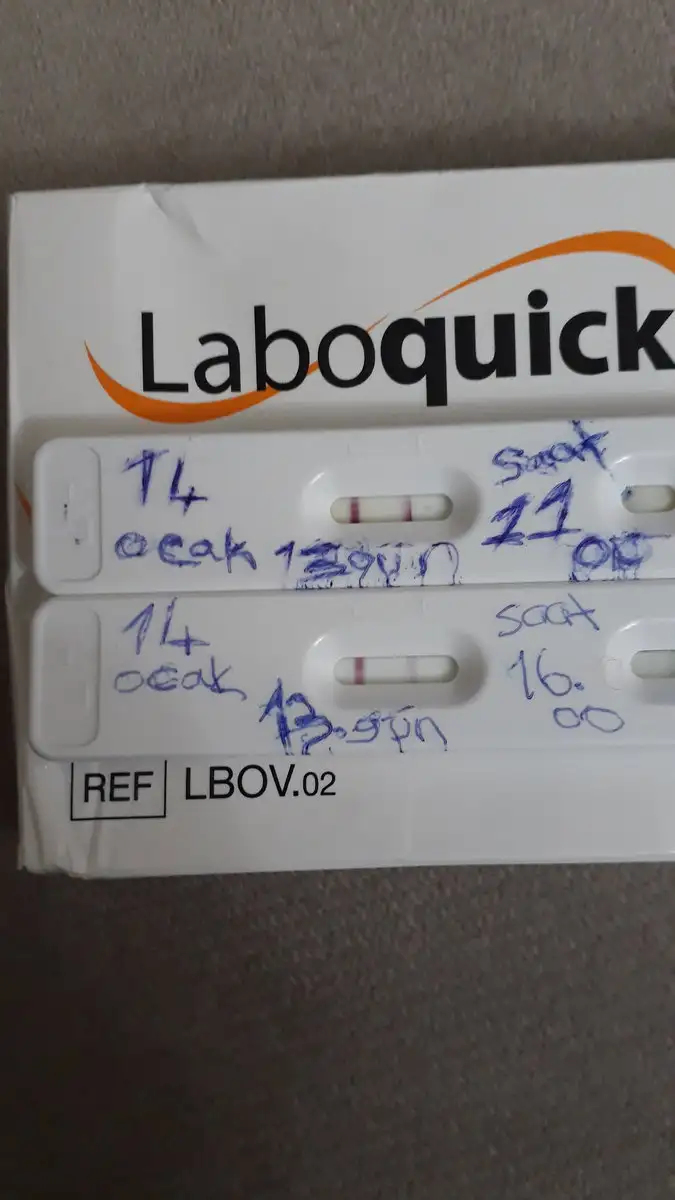 Laboquick
14
ocak
13.gün
saat
11
00
14
ocak
13.gün
saat
16.
00
REF LBOV.02